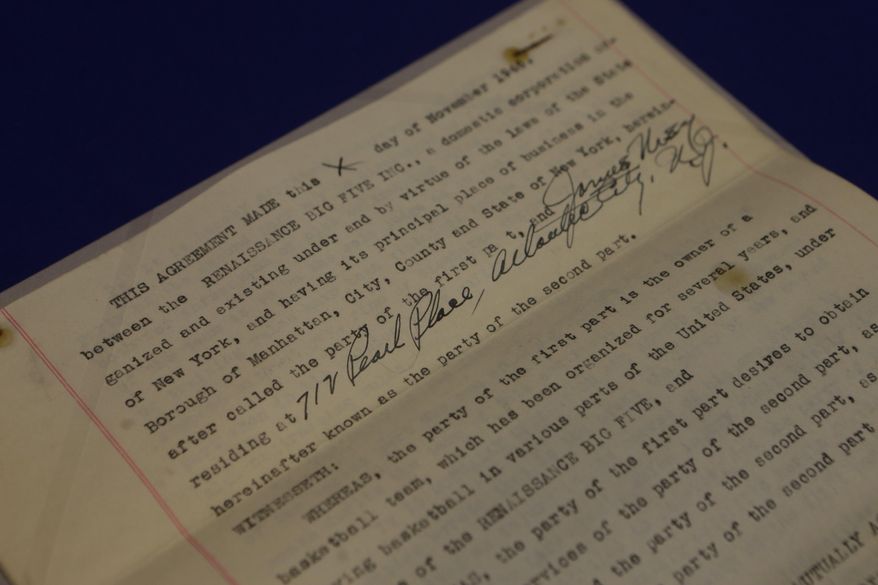 THIS AGREEMENT MADE this X day of November
between the RENAISSANCE BIG FIVE INC., a domestic corporation or-
ganized and existing under and by virtue of the laws of the State
of New York, and having its principal place of business in the
Borough of Manhattan, City, County and State of New York, herein-
after called the party of the first pa t, and James
residing at 712 Pearl Place, Atlantic City, N.J.
hereinafter known as the party of the second part.
WITNESSETH:
WHEREAS, the party of the first part is the owner of a
basketball team, which has been organized for several years, and
basketball in various parts of the United States, under
of the RENAISSANCE BIG FIVE, and
the party of the first part desires to obtain
of the party of the second part, as
the party of the second part, as
party of the second part